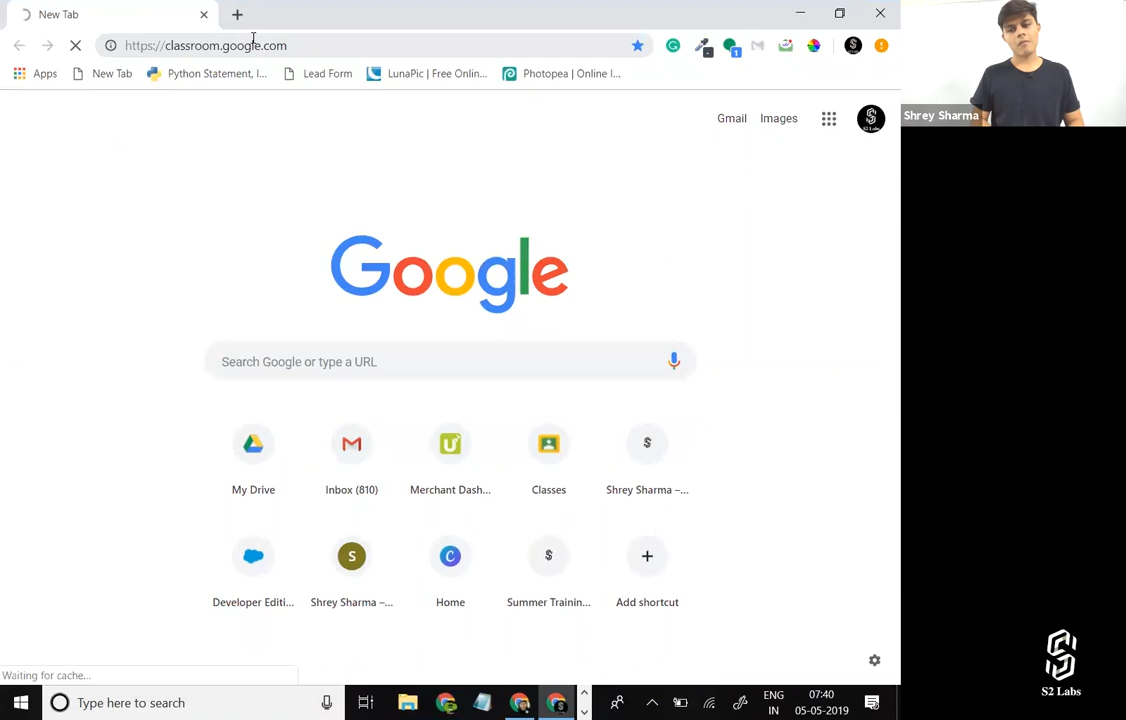 New Tab
https://classroom.google.com
1
Apps
New Tab
Python Statement, I...
Lead Form
LunaPic | Free Onlin...
Photopea | Online I...
Gmail
Images
S2 Labs
Shrey Sharma
Google
Search Google or type a URL
My Drive
Inbox (810)
Merchant Dash...
Classes
Shrey Sharma –...
S
C
Developer Editi...
Shrey Sharma –...
Home
Summer Trainin...
Add shortcut
Waiting for cache...
Type here to search
ENG
IN
07:40
05-05-2019
S2 Labs